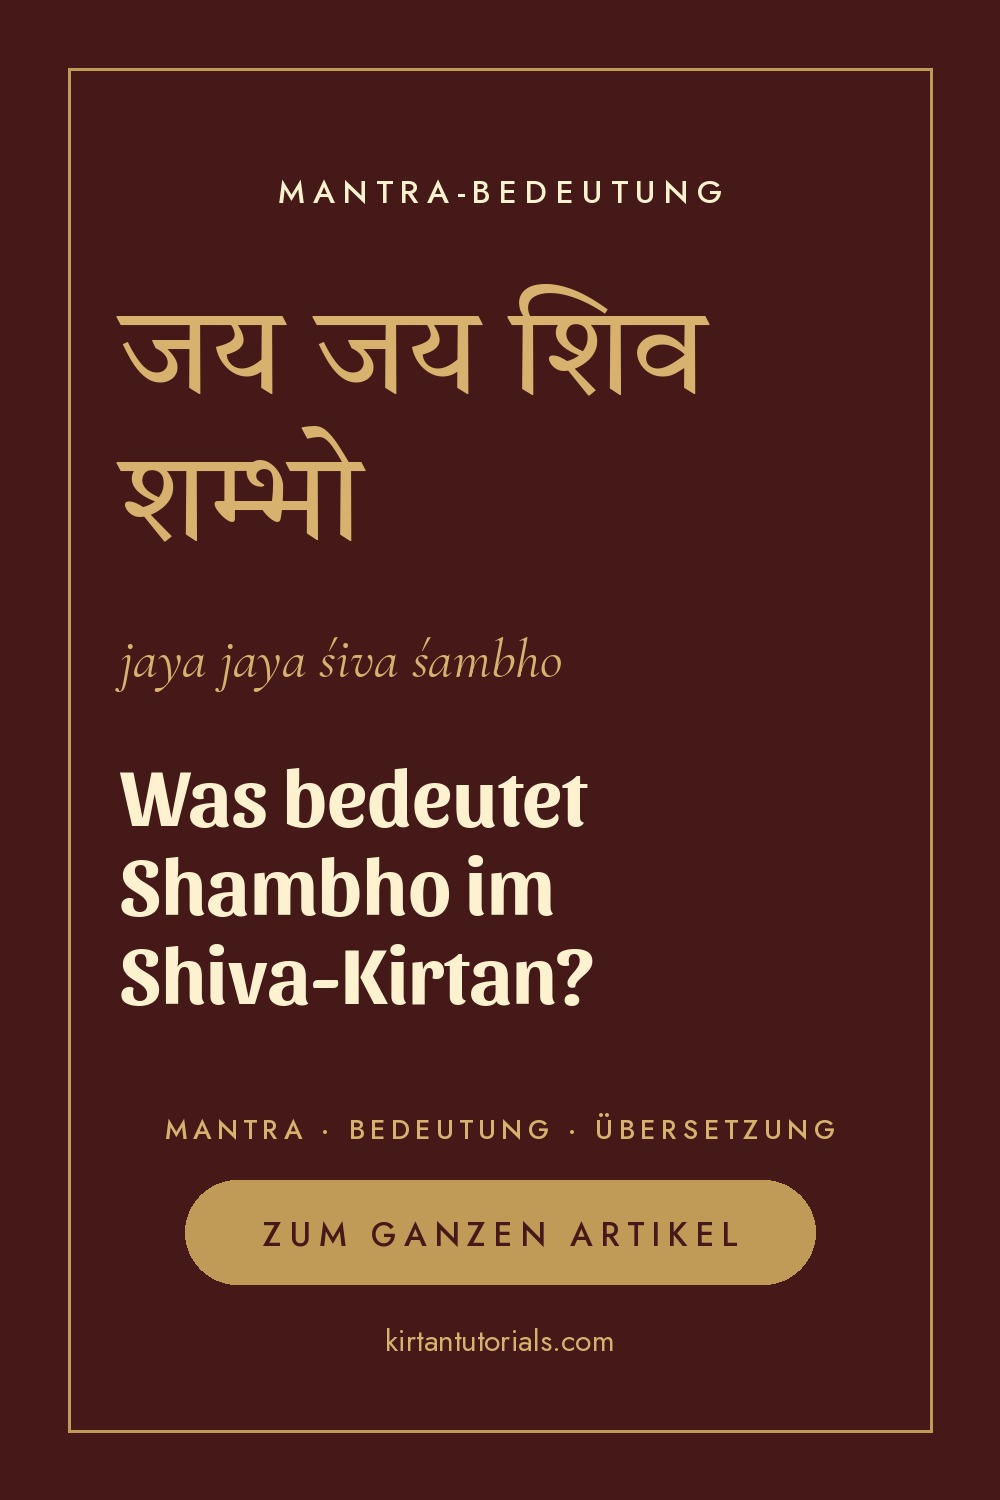 MANTRA-BEDEUTUNG
जय जय शिव
शम्भो
jaya jaya śiva śambho
Was bedeutet
Shambho im
Shiva-Kirtan?
MANTRA · BEDEUTUNG · ÜBERSETZUNG
ZUM GANZEN ARTIKEL
kirtantutorials.com